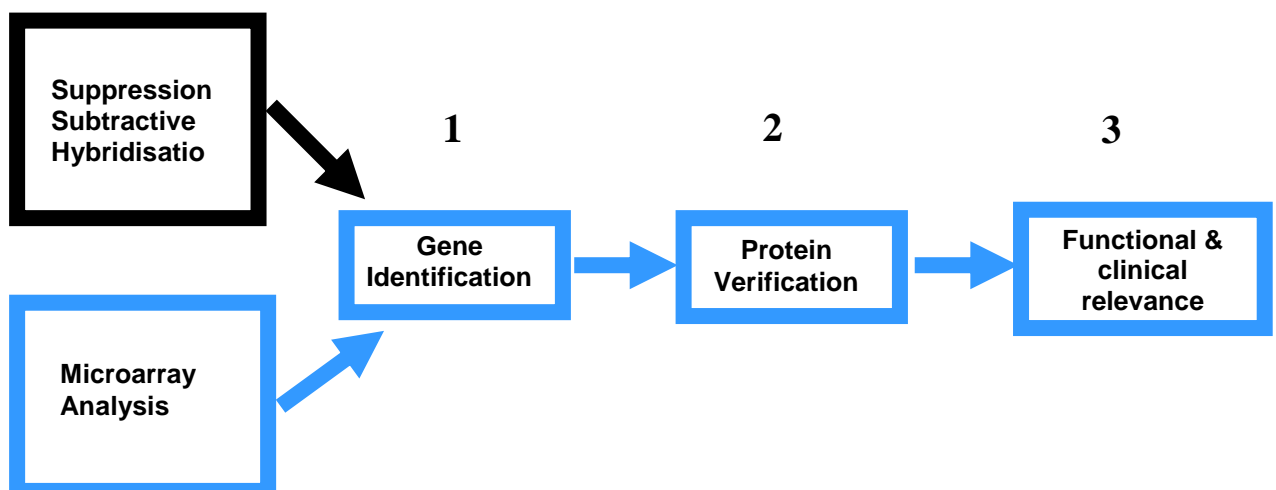 Suppression
Subtractive
Hybridisatio
1
2
3
Gene
Identification
Protein
Verification
Functional &
clinical
relevance
Microarray
Analysis